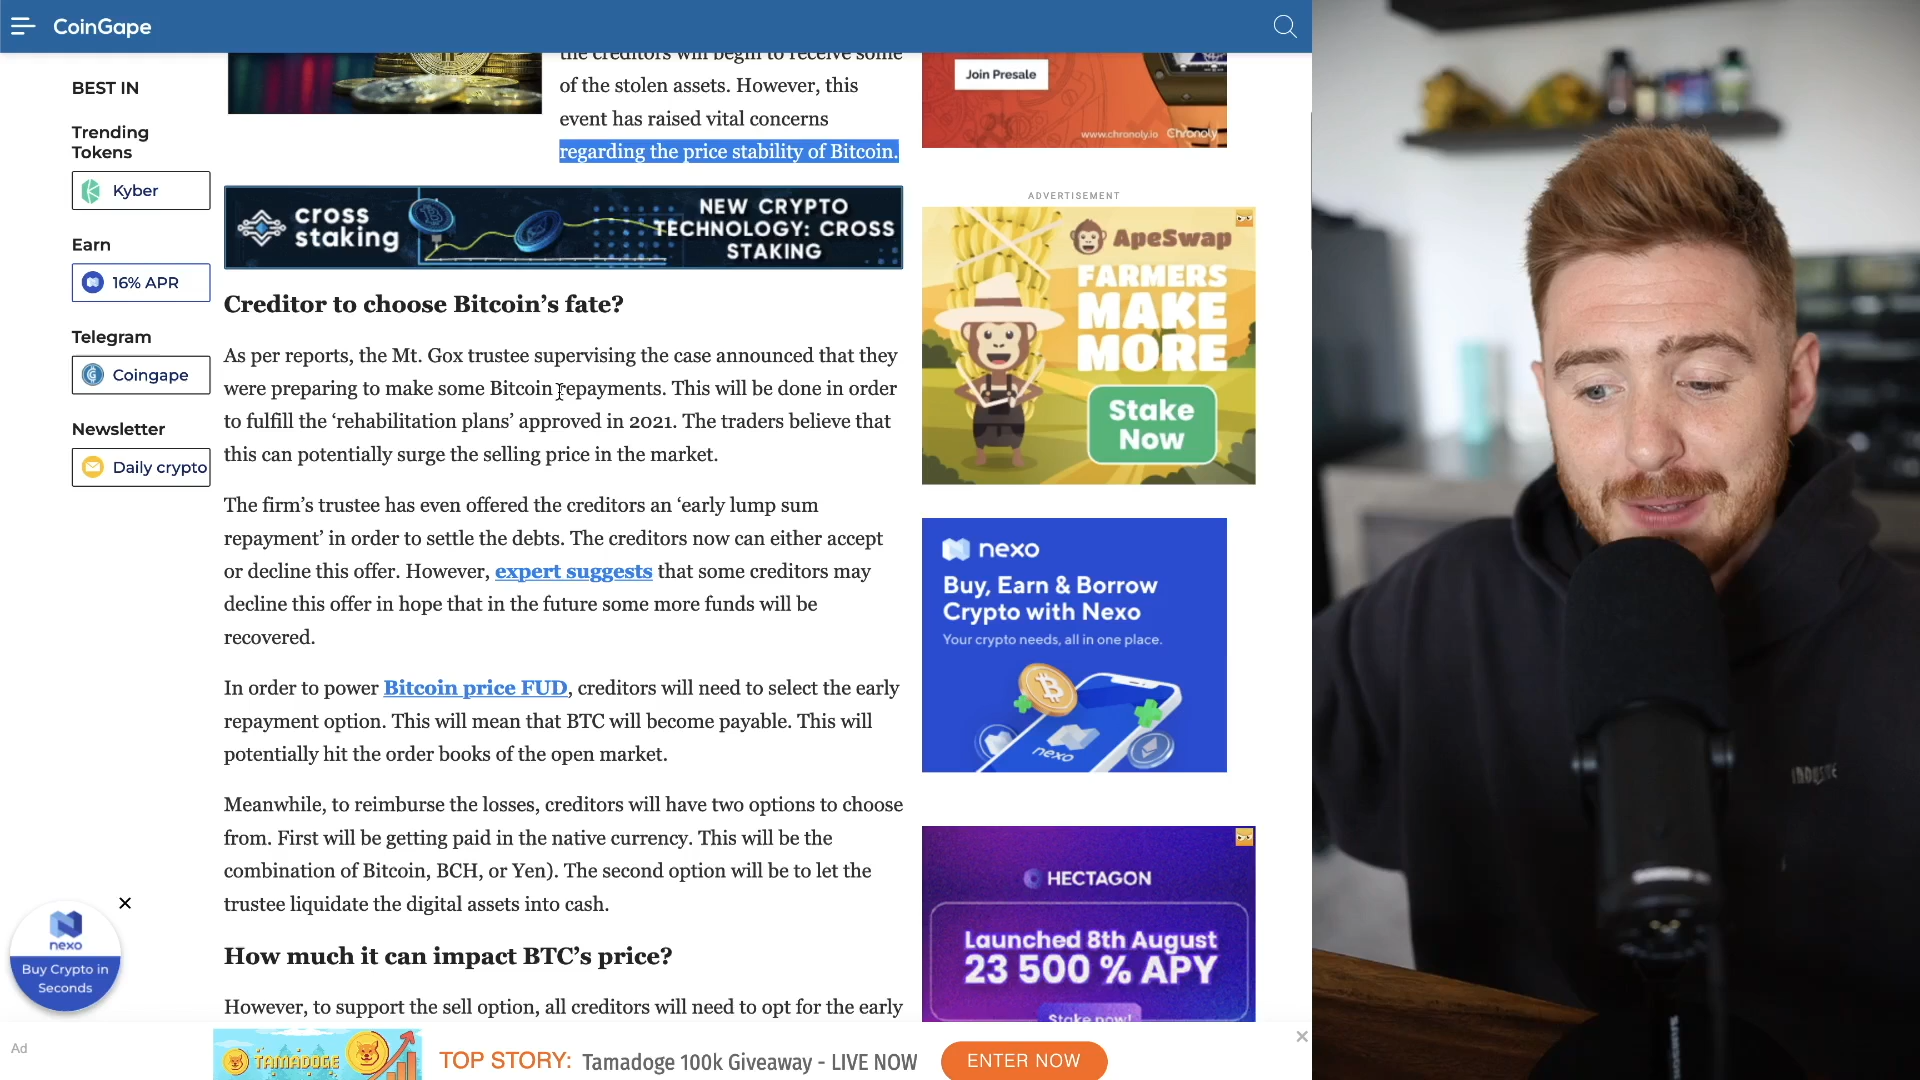 CoinGape
BEST IN
Trending
Tokens
Kyber
Earn
16% APR
Telegram
Coingape
Newsletter
Daily crypto
the creditors will begin to receive some
of the stolen assets. However, this
event has raised vital concerns
regarding the price stability of Bitcoin.
cross
staking
NEW CRYPTO
TECHNOLOGY: CROSS
STAKING
Creditor to choose Bitcoin’s fate?
As per reports, the Mt. Gox trustee supervising the case announced that they
were preparing to make some Bitcoin repayments. This will be done in order
to fulfill the ‘rehabilitation plans’ approved in 2021. The traders believe that
this can potentially surge the selling price in the market.
The firm’s trustee has even offered the creditors an ‘early lump sum
repayment’ in order to settle the debts. The creditors now can either accept
or decline this offer. However, expert suggests that some creditors may
decline this offer in hope that in the future some more funds will be
recovered.
In order to power Bitcoin price FUD, creditors will need to select the early
repayment option. This will mean that BTC will become payable. This will
potentially hit the order books of the open market.
Meanwhile, to reimburse the losses, creditors will have two options to choose
from. First will be getting paid in the native currency. This will be the
combination of Bitcoin, BCH, or Yen). The second option will be to let the
trustee liquidate the digital assets into cash.
How much it can impact BTC’s price?
However, to support the sell option, all creditors will need to opt for the early
Join Presale
www.chronoly.io Chronoly
ADVERTISEMENT
ApeSwap
FARMERS
MAKE
MORE
Stake
Now
nexo
Buy, Earn & Borrow
Crypto with Nexo
Your crypto needs, all in one place.
nexo
HECTAGON
Launched 8th August
23 500 % APY
Stake now!
nexo
Buy Crypto in
Seconds
Ad
TAMADOGE
TOP STORY: Tamadoge 100k Giveaway - LIVE NOW
ENTER NOW